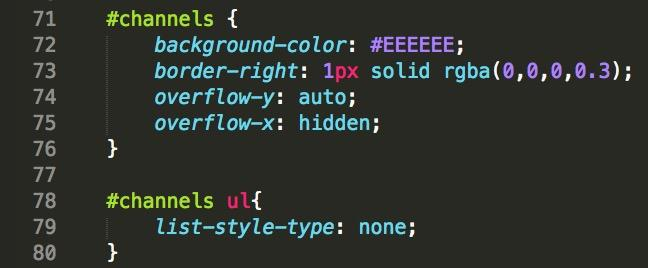 71 #channels {
72 background-color: #EEEEEE;
73 border-right: 1px solid rgba(0,0,0,0.3);
74 overflow-y: auto;
75 overflow-x: hidden;
76 }
77
78 #channels ul{
79 list-style-type: none;
80 }